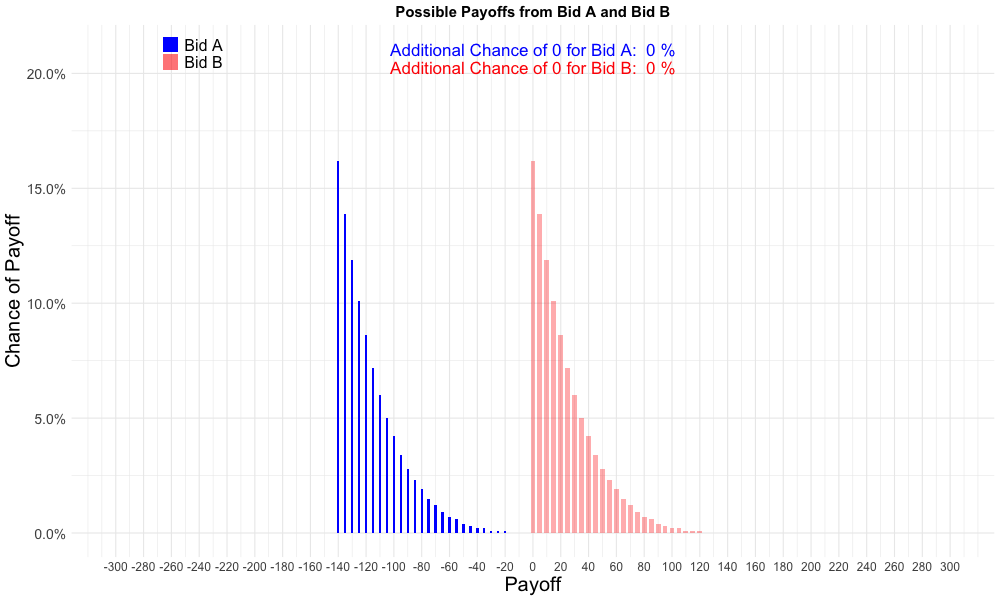 Possible Payoffs from Bid A and Bid B
Bid A
Bid B
Additional Chance of 0 for Bid A:  0 %
Additional Chance of 0 for Bid B:  0 %
Chance of Payoff
20.0%
15.0%
10.0%
5.0%
0.0%
-300 -280 -260 -240 -220 -200 -180 -160 -140 -120 -100 -80 -60 -40 -20 0 20 40 60 80 100 120 140 160 180 200 220 240 260 280 300
Payoff